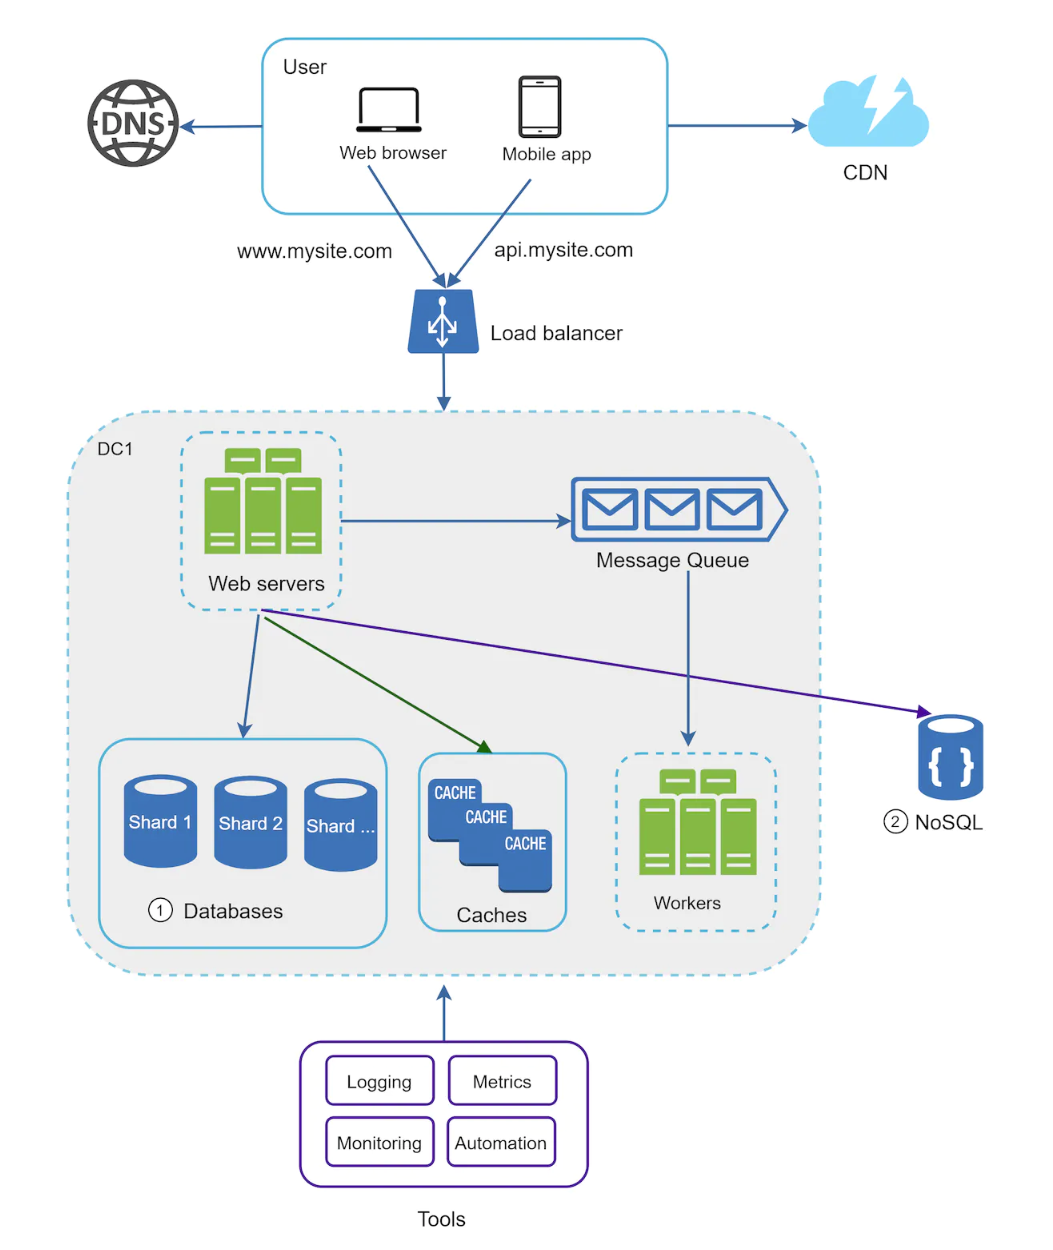 User
DNS
Web browser
Mobile app
CDN
www.mysite.com
api.mysite.com
Load balancer
DC1
Web servers
Message Queue
Shard 1
Shard 2
Shard ...
1 Databases
CACHE
CACHE
CACHE
Caches
Workers
{ }
2 NoSQL
Logging
Metrics
Monitoring
Automation
Tools